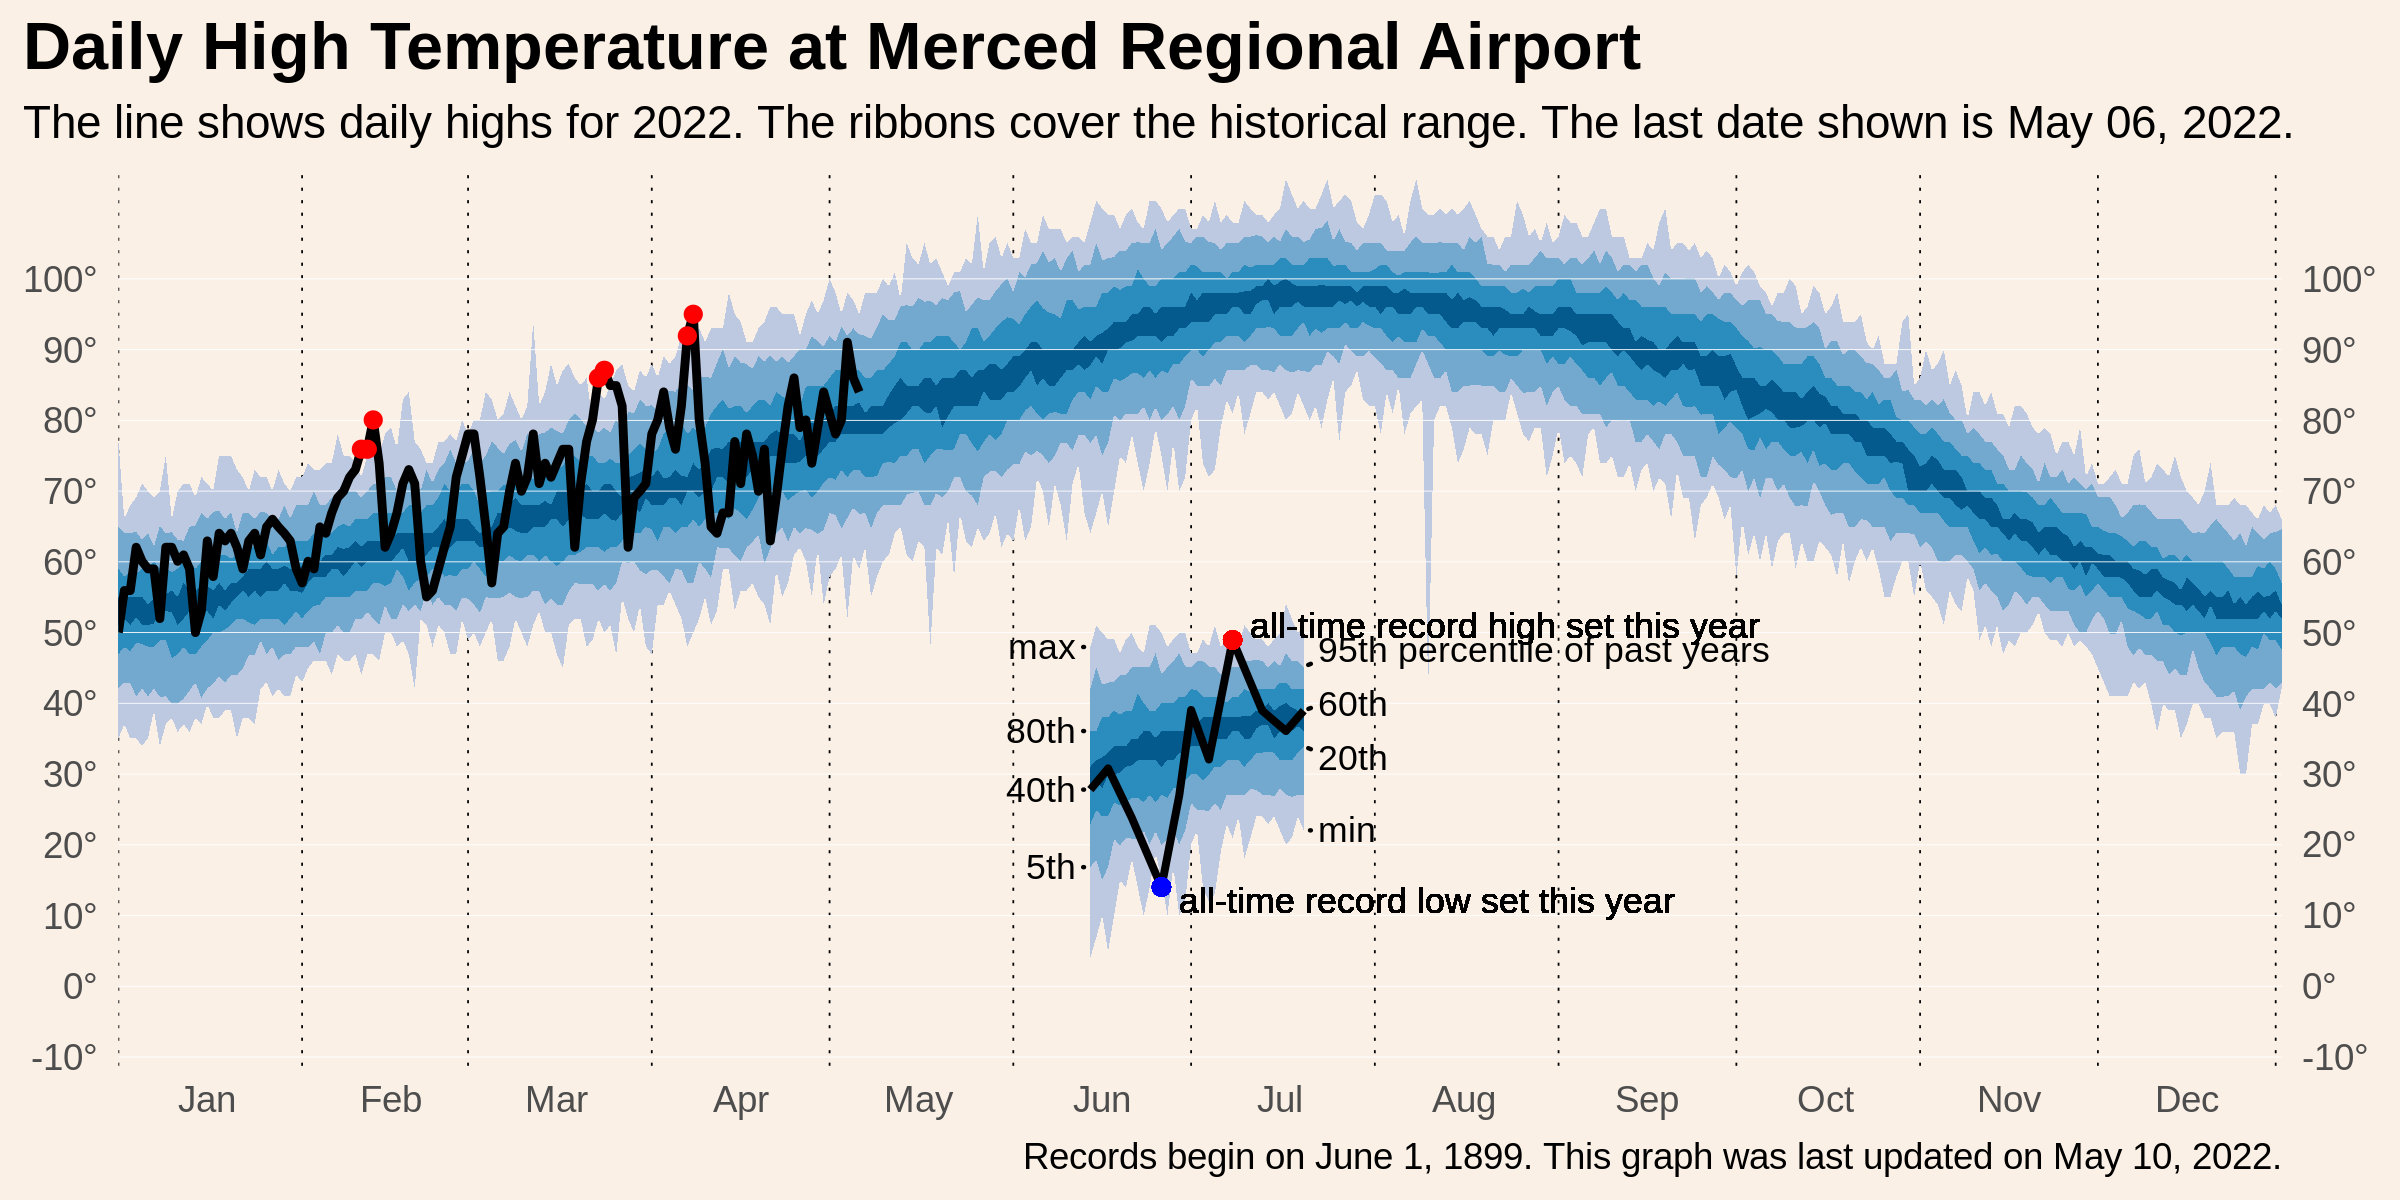 Daily High Temperature at Merced Regional Airport
The line shows daily highs for 2022. The ribbons cover the historical range. The last date shown is May 06, 2022.
100° 100°
90° 90°
80° 80°
70° 70°
60° 60°
50° 50°
40° 40°
30° 30°
20° 20°
10° 10°
0° 0°
-10° -10°
all-time record high set this year
max
95th percentile of past years
60th
80th
20th
40th
min
5th
all-time record low set this year
Jan Feb Mar Apr May Jun Jul Aug Sep Oct Nov Dec
Records begin on June 1, 1899. This graph was last updated on May 10, 2022.